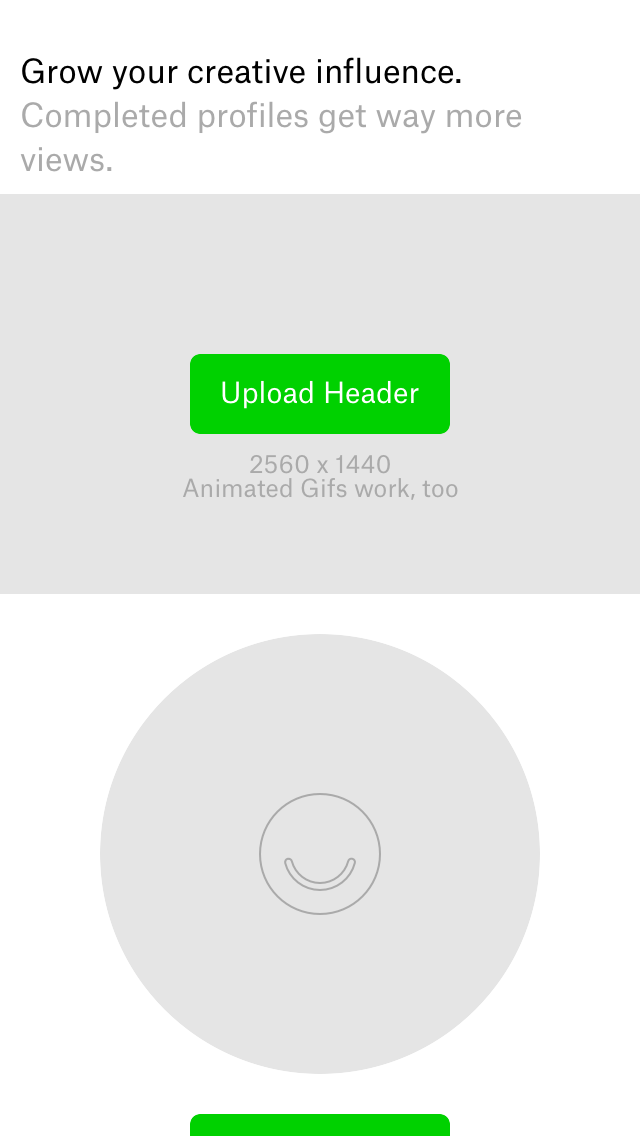 Grow your creative influence.
Completed profiles get way more
views.
Upload Header
2560 x 1440
Animated Gifs work, too